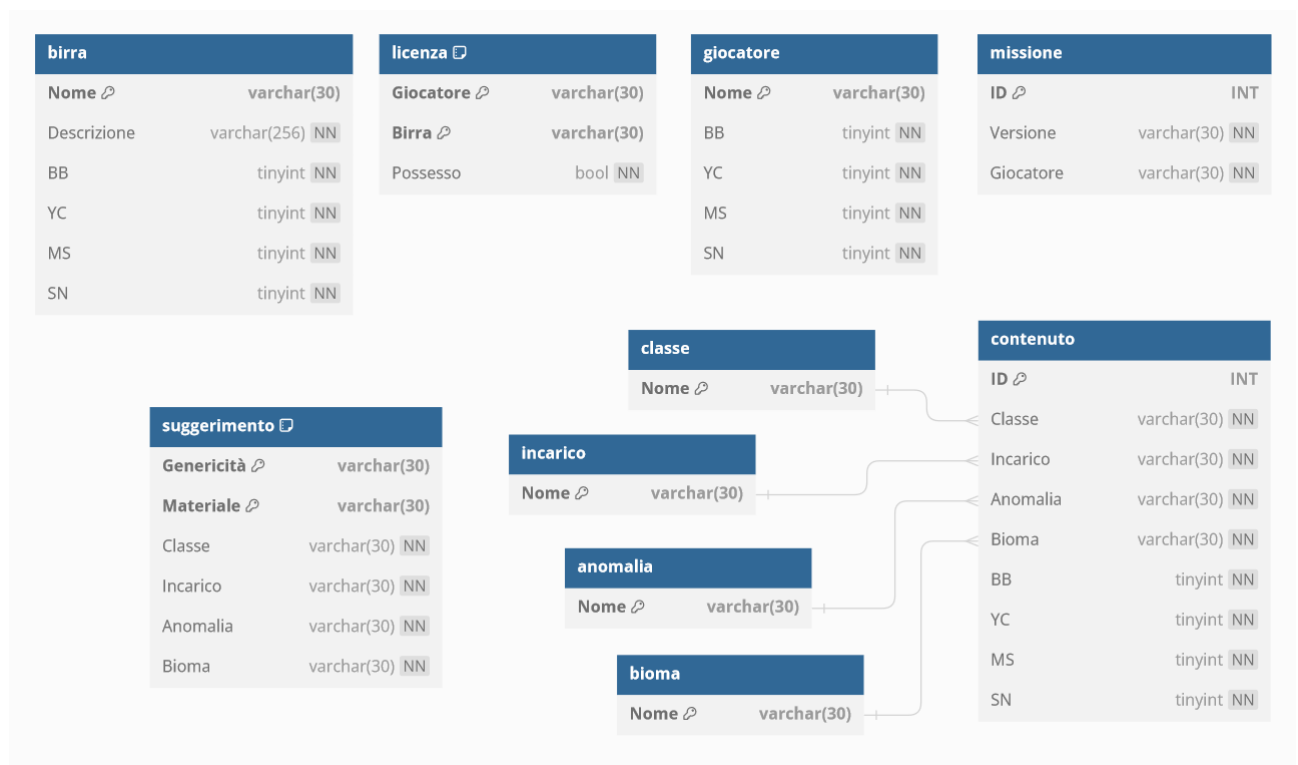 birra
Nome varchar(30)
Descrizione varchar(256) NN
BB tinyint NN
YC tinyint NN
MS tinyint NN
SN tinyint NN
licenza
Giocatore varchar(30)
Birra varchar(30)
Possesso bool NN
giocatore
Nome varchar(30)
BB tinyint NN
YC tinyint NN
MS tinyint NN
SN tinyint NN
missione
ID INT
Versione varchar(30) NN
Giocatore varchar(30) NN
classe
Nome varchar(30)
contenuto
ID INT
Classe varchar(30) NN
Incarico varchar(30) NN
Anomalia varchar(30) NN
Bioma varchar(30) NN
BB tinyint NN
YC tinyint NN
MS tinyint NN
SN tinyint NN
suggerimento
Genericità varchar(30)
Materiale varchar(30)
Classe varchar(30) NN
Incarico varchar(30) NN
Anomalia varchar(30) NN
Bioma varchar(30) NN
incarico
Nome varchar(30)
anomalia
Nome varchar(30)
bioma
Nome varchar(30)